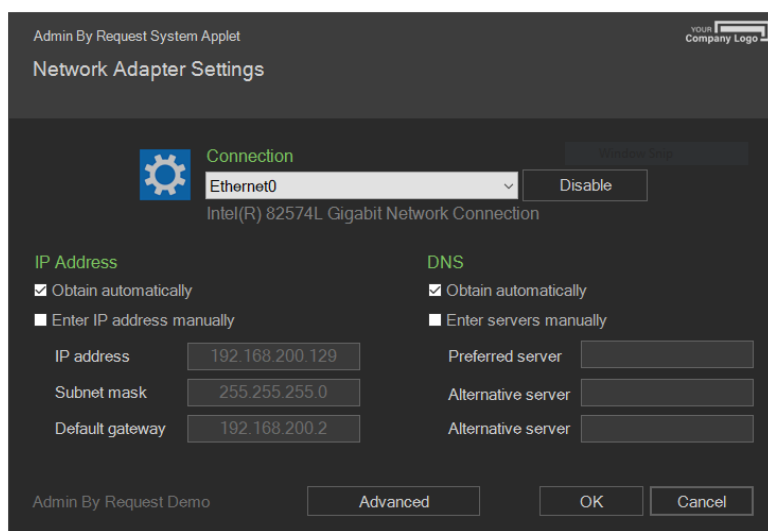 Admin By Request System Applet
YOUR
Company Logo
Network Adapter Settings
Connection
Window Snip
Ethernet0
Disable
Intel(R) 82574L Gigabit Network Connection
IP Address
DNS
Obtain automatically
Obtain automatically
Enter IP address manually
Enter servers manually
IP address
192.168.200.129
Preferred server
Subnet mask
255.255.255.0
Alternative server
Default gateway
192.168.200.2
Alternative server
Admin By Request Demo
Advanced
OK
Cancel